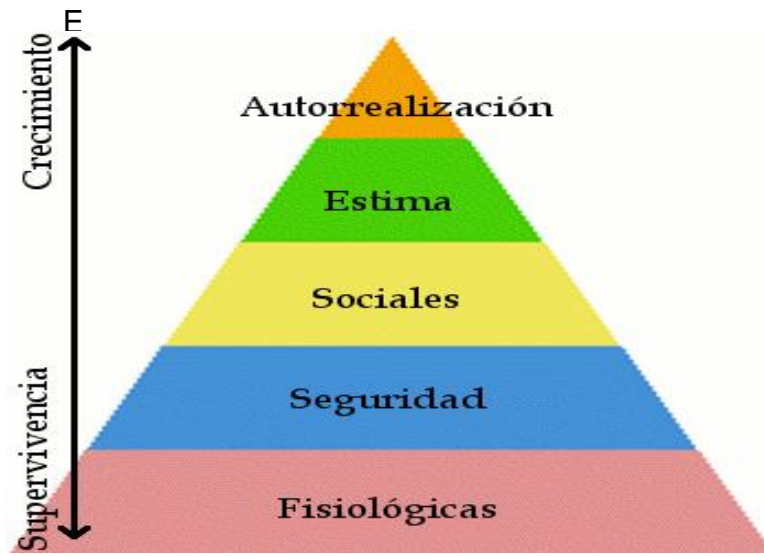 E
Crecimiento
Supervivencia
Autorrealización
Estima
Sociales
Seguridad
Fisiológicas